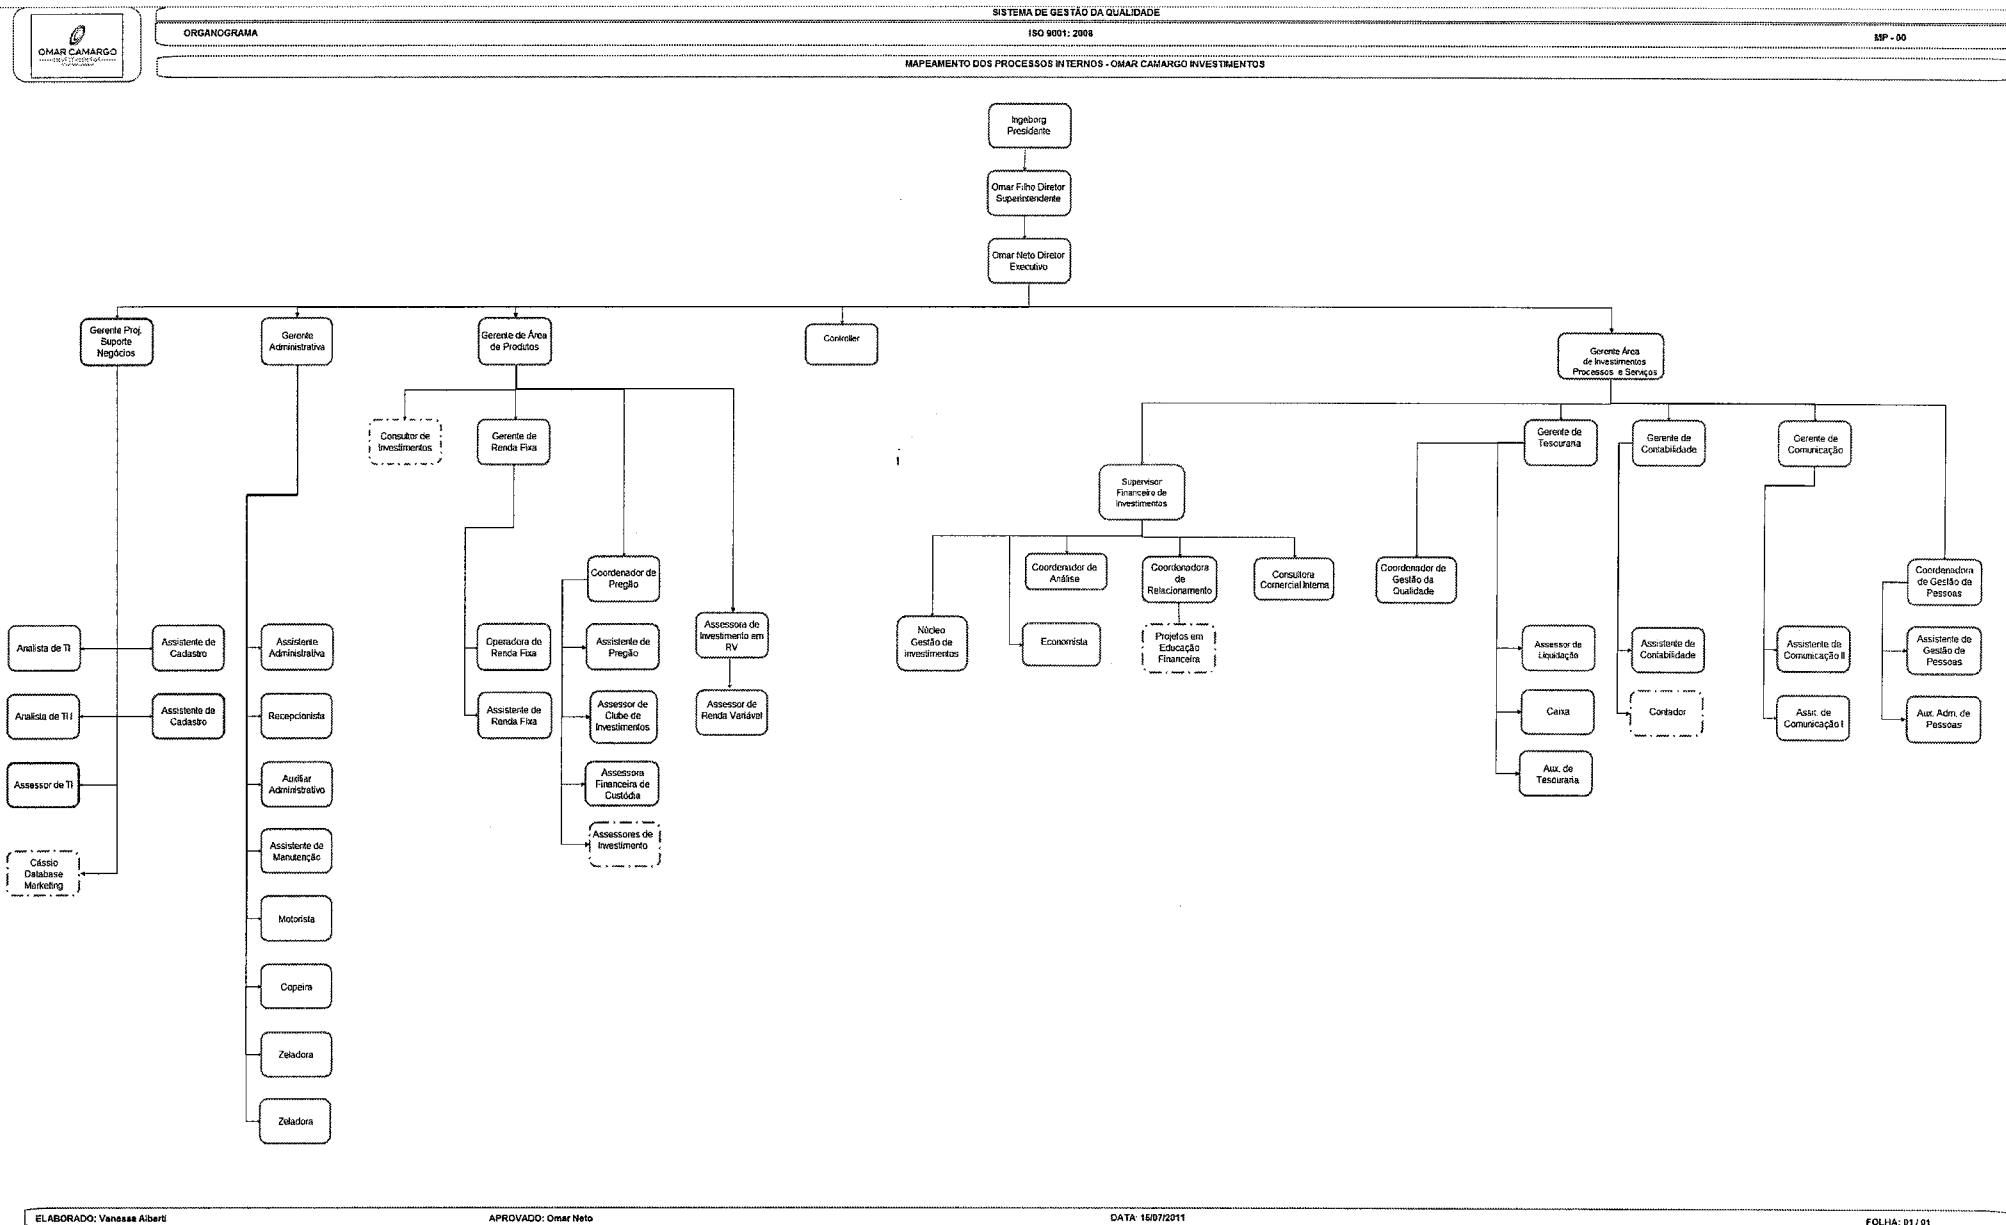 OMAR CAMARGO
SISTEMA DE GESTÃO DA QUALIDADE
ORGANOGRAMA
ISO 9001: 2008
MP - 00
MAPEAMENTO DOS PROCESSOS INTERNOS - OMAR CAMARGO INVESTIMENTOS
Ingeborg
Presidante
Omar Filho Diretor
Superintendente
Omar Neto Diretor
Executivo
Gerente Proj.
Suporte
Negócios
Gerente
Administrativa
Gerente de Área
de Produtos
Controller
Gerente Área
de Investimentos
Processos e Serviços
Consultor de
Investimentos
Gerente de
Renda Fixa
Gerente de
Tesouraria
Gerente de
Contabilidade
Gerente de
Comunicação
Supervisor
Financeiro de
Investimentos
Coordenador de
Pregão
Coordenador de
Análise
Coordenadora
de
Relacionamento
Consultora
Comercial Interna
Coordenador de
Gestão da
Qualidade
Coordenadora
de Gestão de
Pessoas
Analista de TI
Assistente de
Cadastro
Assistente
Administrativa
Operadora de
Renda Fixa
Assistente de
Pregão
Assessora de
Investimento em
RV
Núcleo
Gestão de
Investimentos
Economista
Projetos em
Educação
Financeira
Assessor de
Liquidação
Assistente de
Contabilidade
Assistente de
Comunicação II
Assistente de
Gestão de
Pessoas
Analista de TI I
Assistente de
Cadastro
Recepcionista
Assistente de
Renda Fixa
Assessor de
Clube de
Investimentos
Assessor de
Renda Variável
Caixa
Contador
Assit. de
Comunicação I
Aux. Adm. de
Pessoas
Assessor de TI
Auxiliar
Administrativo
Assessora
Financeira de
Custódia
Aux. de
Tesouraria
Cássio
Database
Marketing
Assistente de
Manutenção
Assessores de
Investimento
Motorista
Copeira
Zeladora
Zeladora
ELABORADO: Vanessa Alberti
APROVADO: Omar Neto
DATA: 15/07/2011
FOLHA: 01 / 01